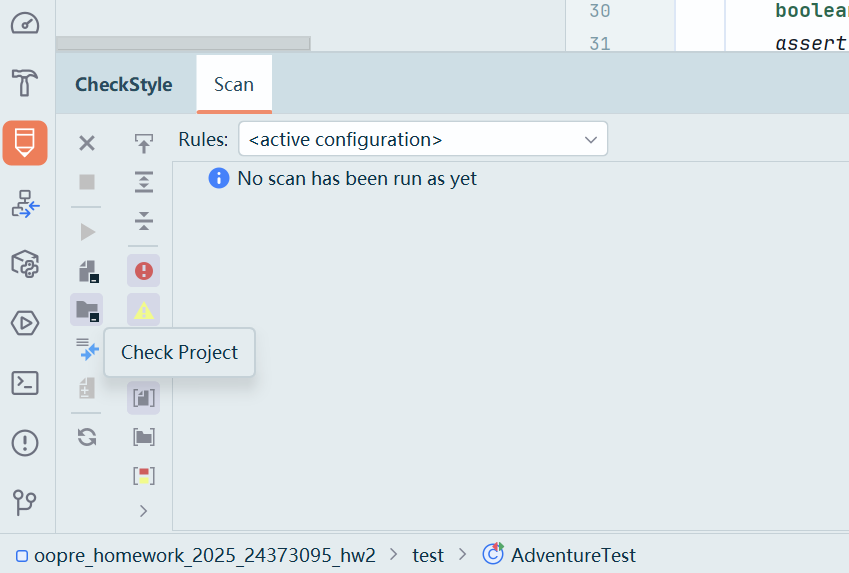 30
boolean
31
assert
CheckStyle
Scan
Rules:
<active configuration>
No scan has been run as yet
Check Project
oopre_homework_2025_24373095_hw2 > test > AdventureTest